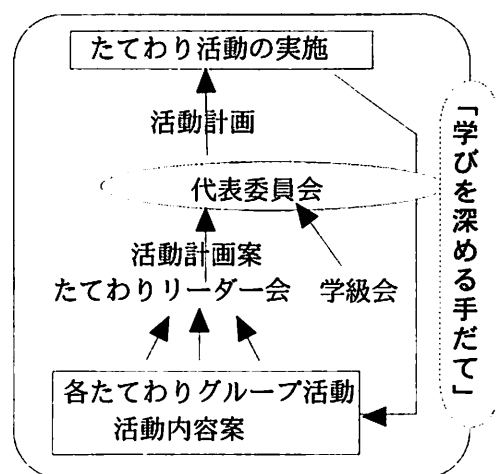 たてわり活動の実施
活動計画
代表委員会
活動計画案
たてわりリーダー会 学級会
各たてわりグループ活動
活動内容案
「学びを深める手だて」